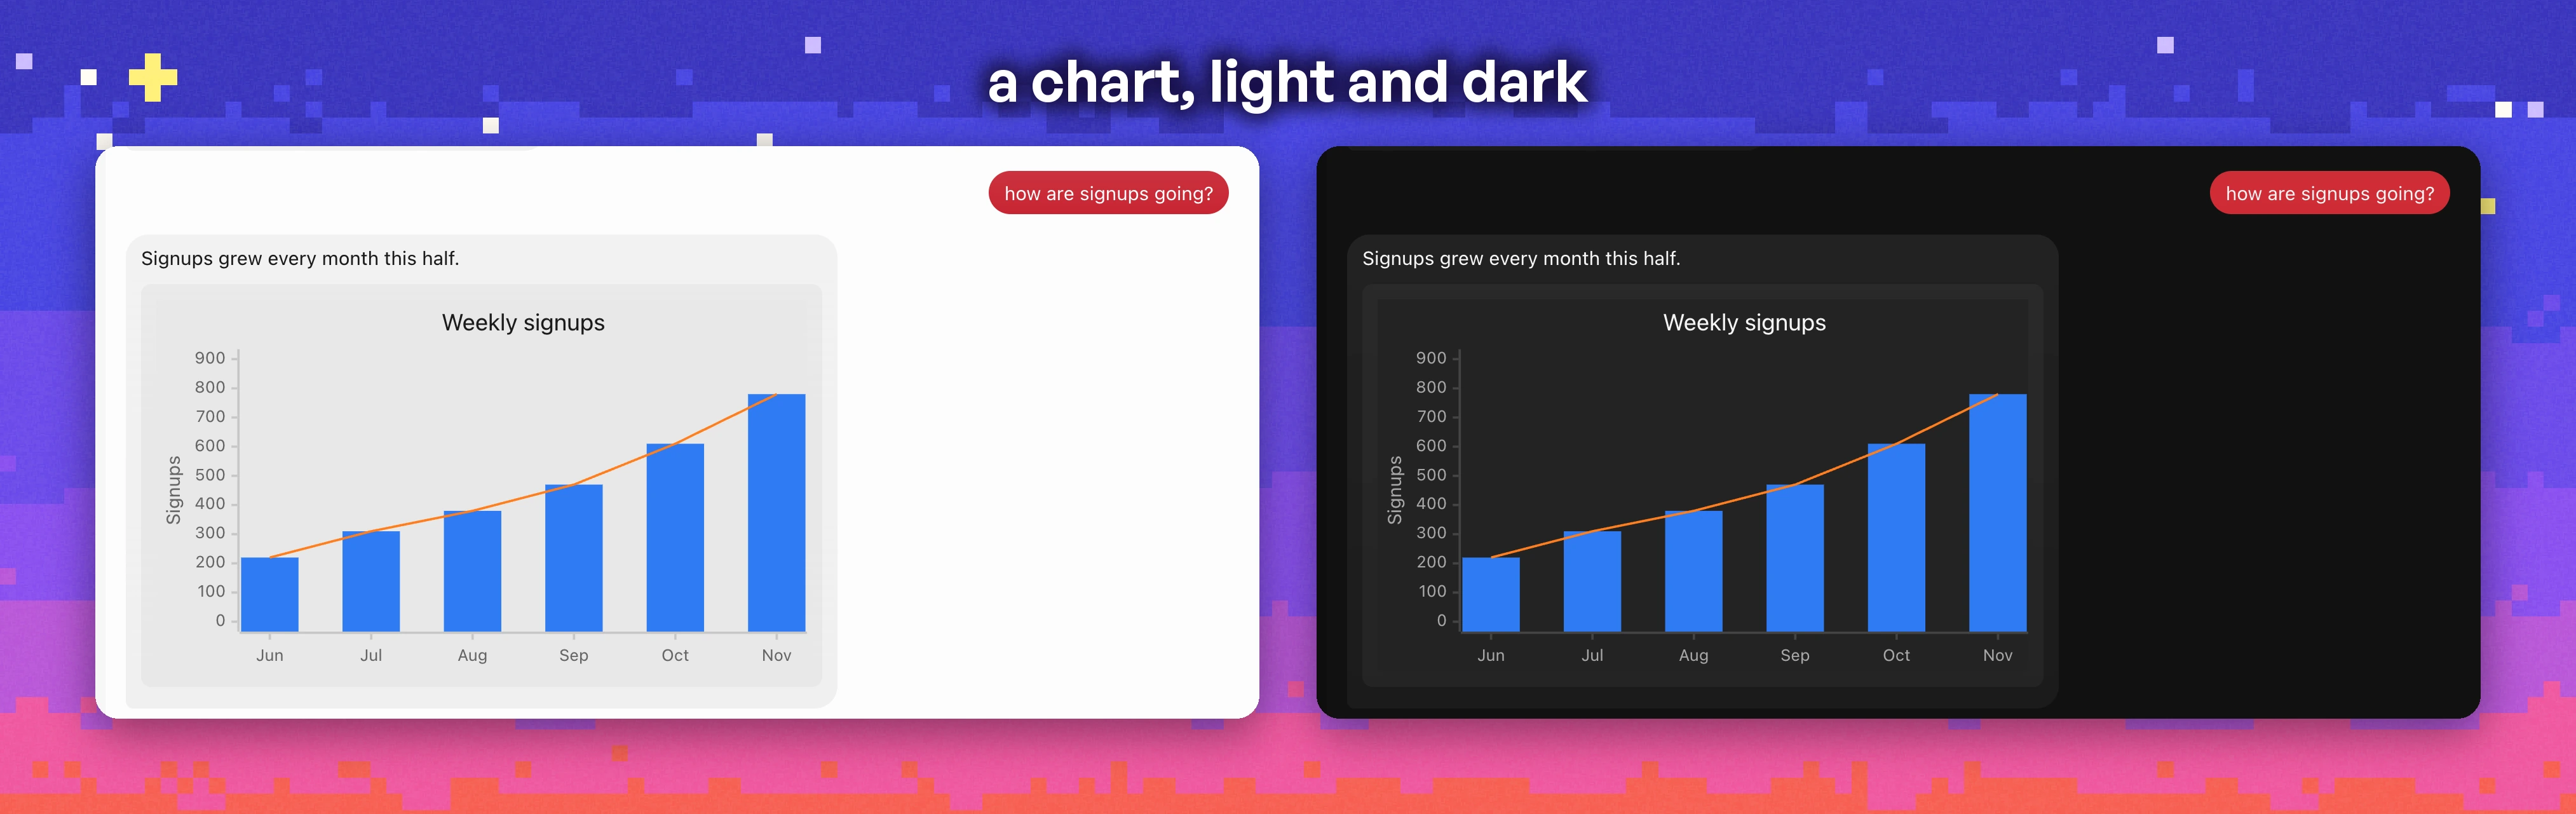 a chart, light and dark
how are signups going?
Signups grew every month this half.
Weekly signups
900
800
700
600
500
400
300
200
100
0
Signups
Jun Jul Aug Sep Oct Nov
how are signups going?
Signups grew every month this half.
Weekly signups
900
800
700
600
500
400
300
200
100
0
Signups
Jun Jul Aug Sep Oct Nov